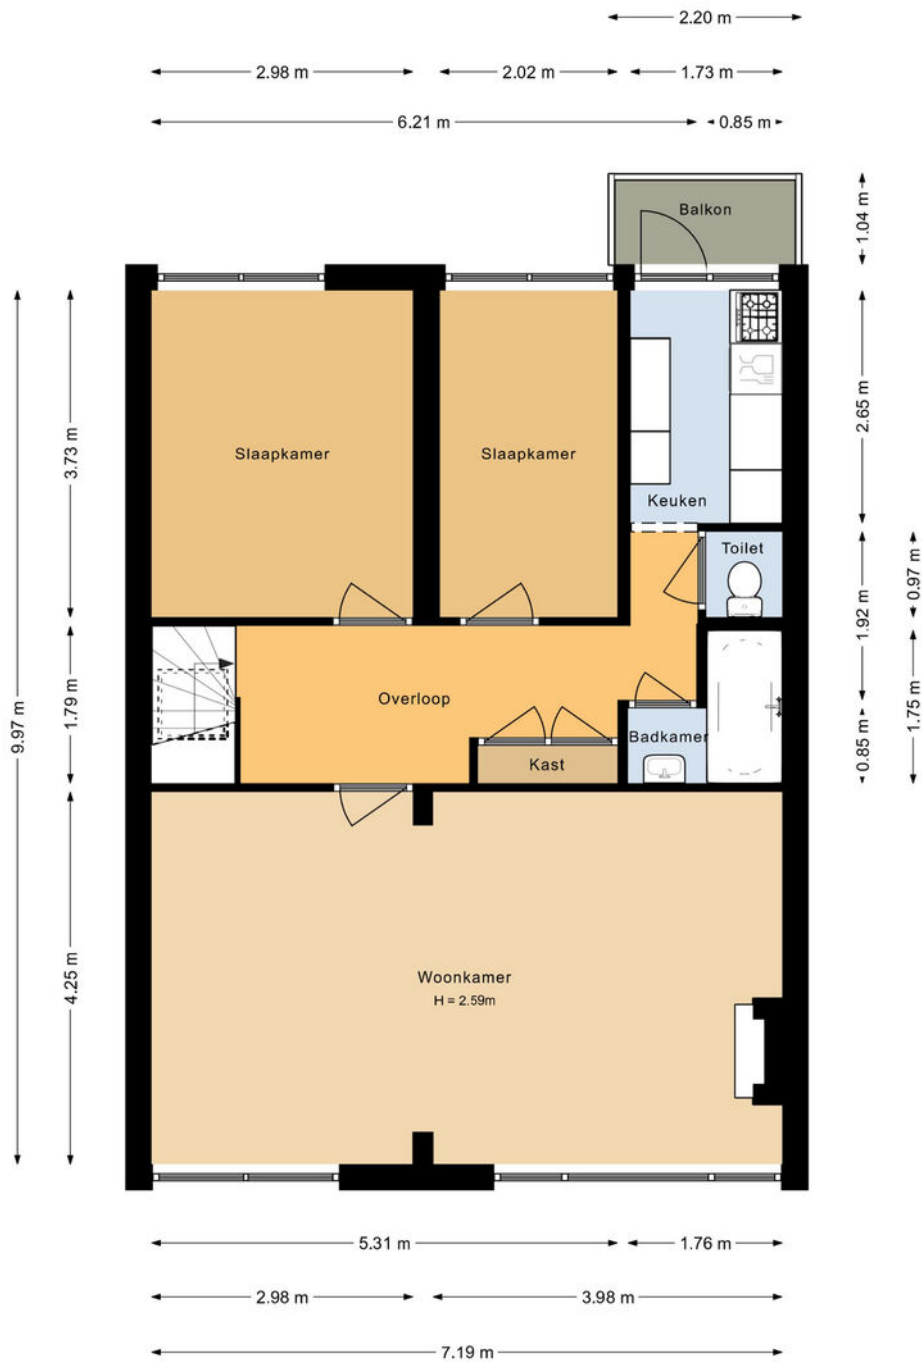 2.20 m
2.98 m
2.02 m
1.73 m
6.21 m
0.85 m
Balkon
1.04 m
Slaapkamer
Slaapkamer
Keuken
3.73 m
2.65 m
Toilet
0.97 m
1.92 m
Overloop
Badkamer
Kast
1.79 m
0.85 m
1.75 m
9.97 m
Woonkamer
H = 2.59m
4.25 m
5.31 m
1.76 m
2.98 m
3.98 m
7.19 m